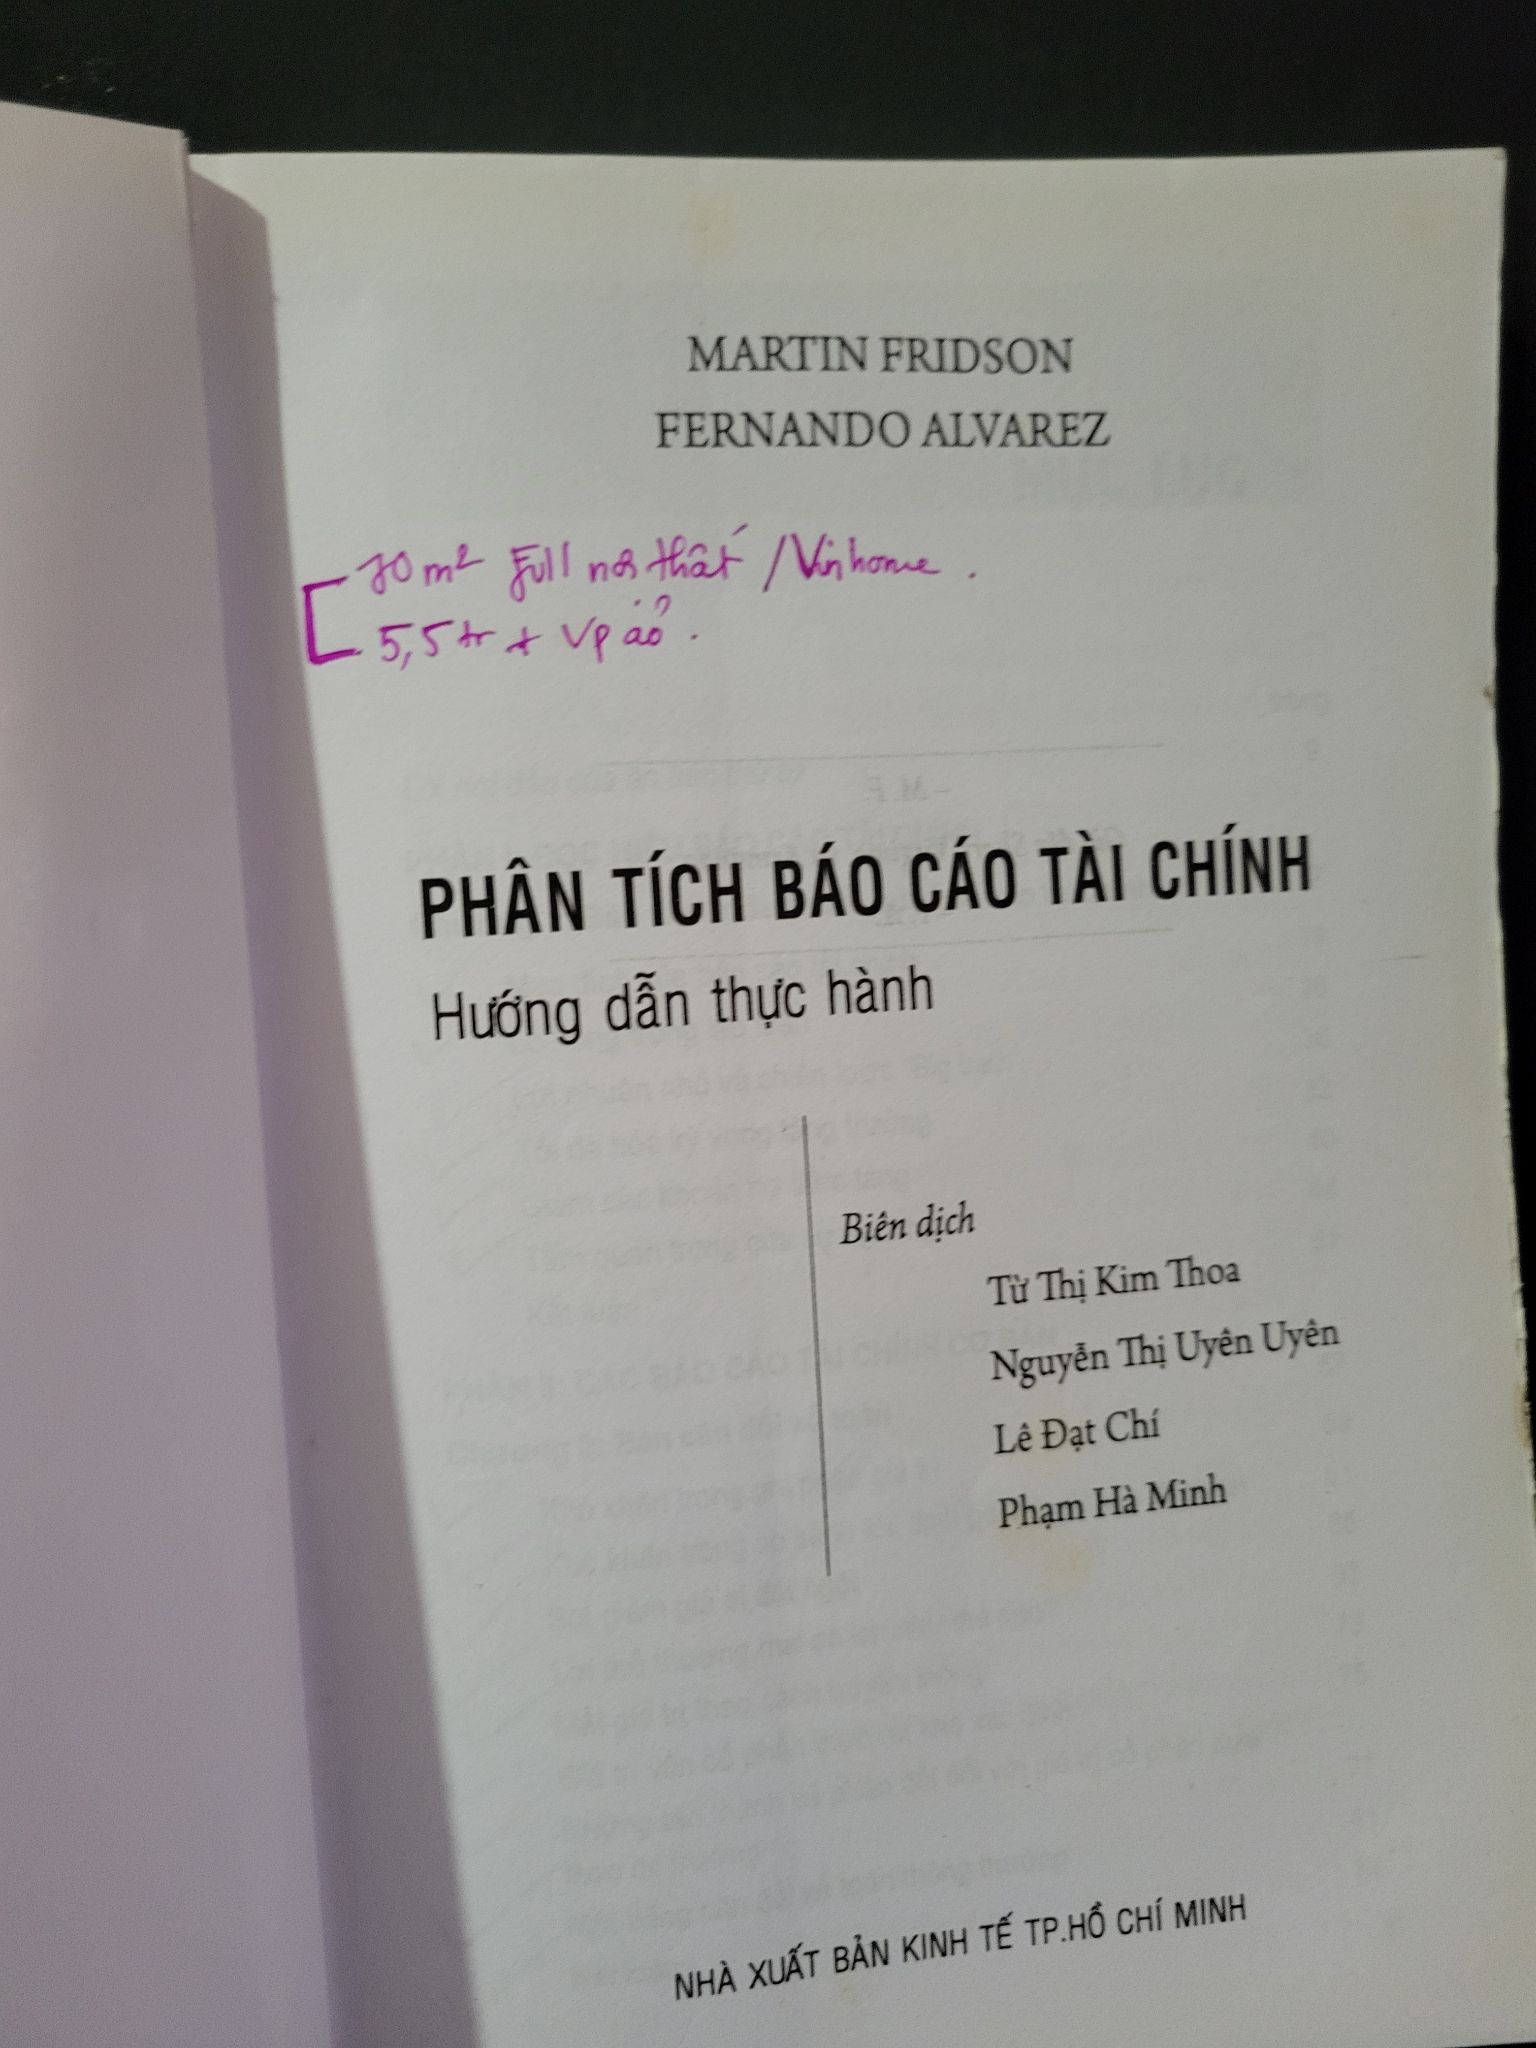 MARTIN FRIDSON
FERNANDO ALVAREZ
70m² Full nội thất / Vinhome.
5,5 tr + VP ảo.
PHÂN TÍCH BÁO CÁO TÀI CHÍNH
Hướng dẫn thực hành
Biên dịch
Từ Thị Kim Thoa
Nguyễn Thị Uyên Uyên
Lê Đạt Chí
Phạm Hà Minh
NHÀ XUẤT BẢN KINH TẾ TP.HỒ CHÍ MINH